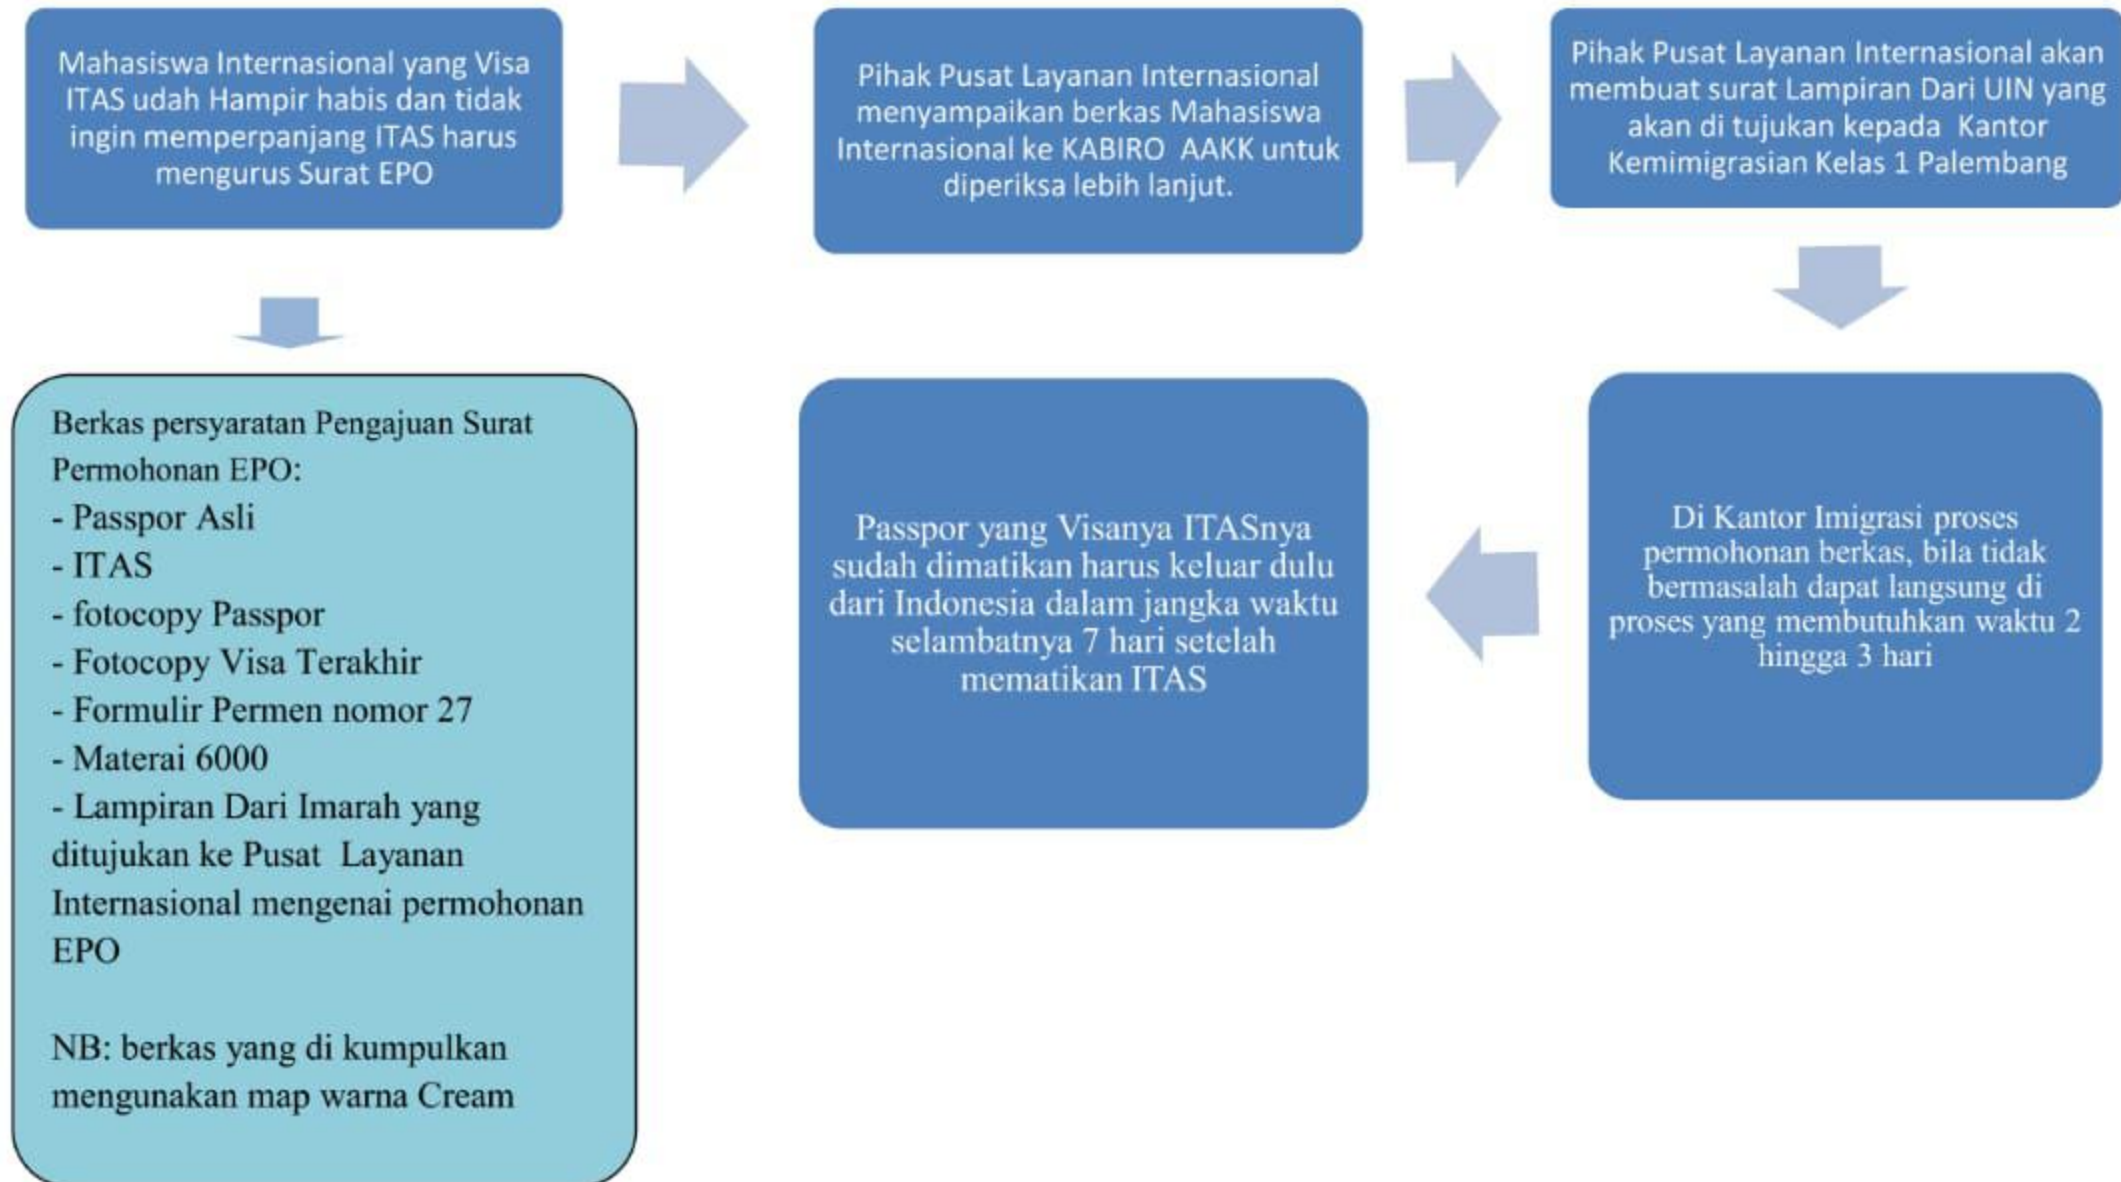 Mahasiswa Internasional yang Visa
ITAS udah Hampir habis dan tidak
ingin memperpanjang ITAS harus
mengurus Surat EPO
Pihak Pusat Layanan Internasional
menyampaikan berkas Mahasiswa
Internasional ke KABIRO AAKK untuk
diperiksa lebih lanjut.
Pihak Pusat Layanan Internasional akan
membuat surat Lampiran Dari UIN yang
akan di tujukan kepada Kantor
Kemimigrasian Kelas 1 Palembang
Di Kantor Imigrasi proses
permohonan berkas, bila tidak
bermasalah dapat langsung di
proses yang membutuhkan waktu 2
hingga 3 hari
Passpor yang Visanya ITASnya
sudah dimatikan harus keluar dulu
dari Indonesia dalam jangka waktu
selambatnya 7 hari setelah
mematikan ITAS
Berkas persyaratan Pengajuan Surat
Permohonan EPO:
- Passpor Asli
- ITAS
- fotocopy Passpor
- Fotocopy Visa Terakhir
- Formulir Permen nomor 27
- Materai 6000
- Lampiran Dari Imarah yang
ditujukan ke Pusat Layanan
Internasional mengenai permohonan
EPO
NB: berkas yang di kumpulkan
mengunakan map warna Cream